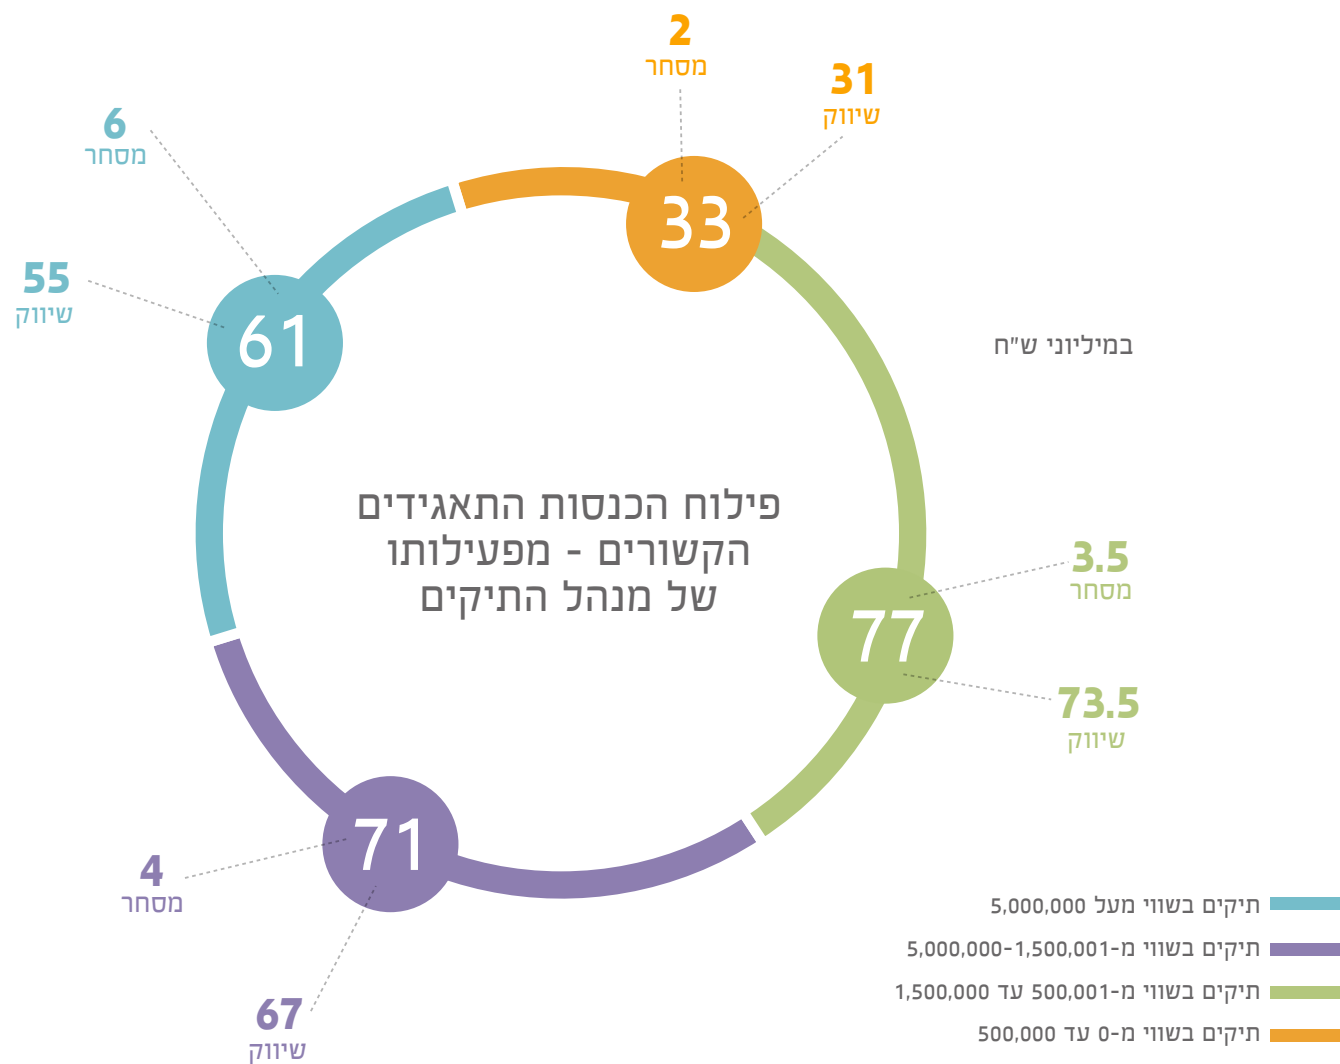 2
מסחר
31
שיווק
6
מסחר
55
שיווק
33
61
במיליוני ש"ח
פילוח הכנסות התאגידים
הקשורים - מפעילותו
של מנהל התיקים
3.5
מסחר
77
73.5
שיווק
71
4
מסחר
67
שיווק
תיקים בשווי מעל 5,000,000
תיקים בשווי מ-1,500,001-5,000,000
תיקים בשווי מ-500,001 עד 1,500,000
תיקים בשווי מ-0 עד 500,000